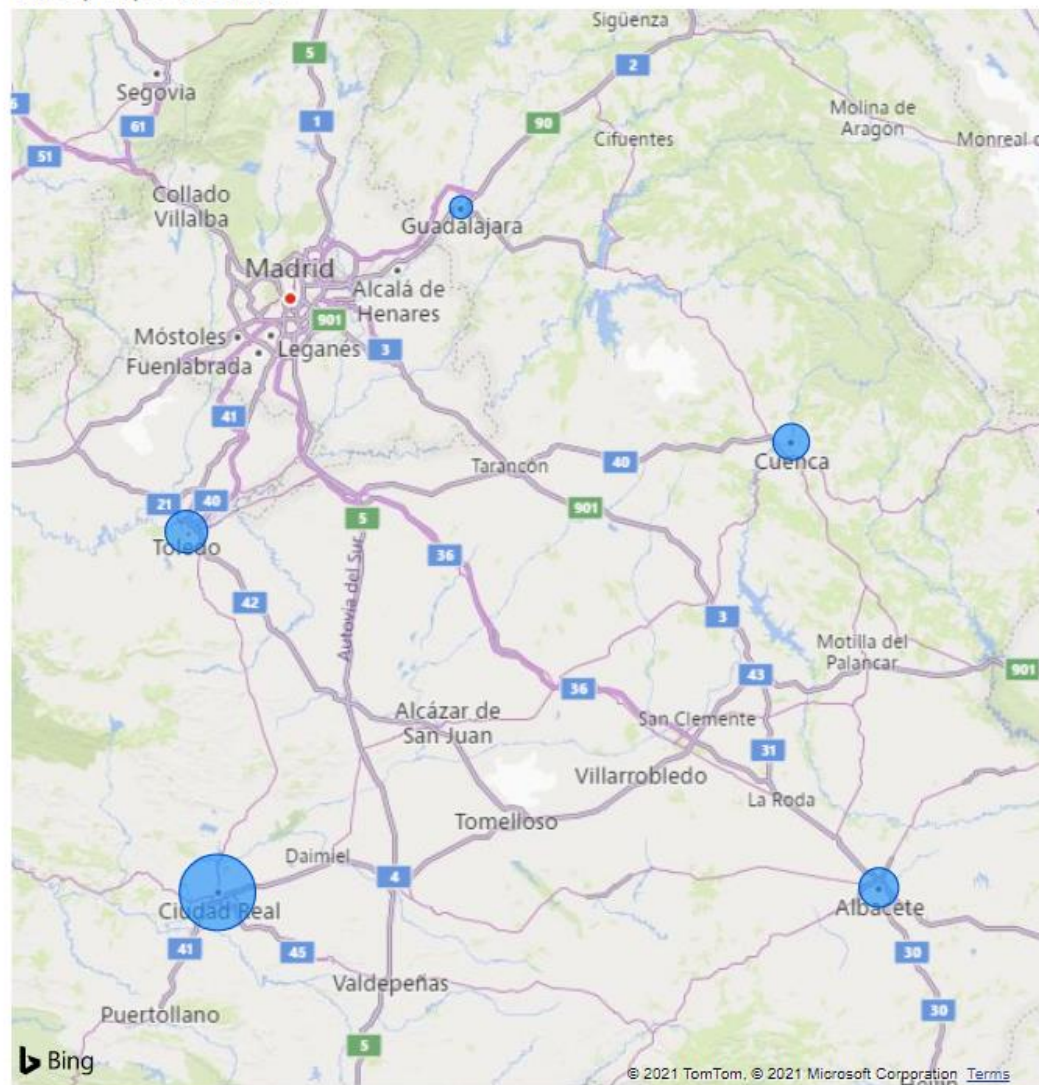 Sigüenza
5
2
Segovia
1
90
Molina de
Aragón
61
Cifuentes
Monreal
51
Collado
Villalba
Guadalajara
Madrid
Alcalá de
Henares
901
Móstoles
Leganés
3
Fuenlabrada
41
Cuenca
Tarancón
40
21
40
901
5
Toledo
36
Autovía del Sur
42
3
Motilla del
Palancar
901
43
36
Alcázar de
San Juan
San Clemente
31
Villarrobledo
La Roda
Tomelloso
Daimiel
4
Ciudad Real
Albacete
41
45
30
Valdepeñas
Puertollano
30
5
Bing
© 2021 TomTom, © 2021 Microsoft Corporation Terms